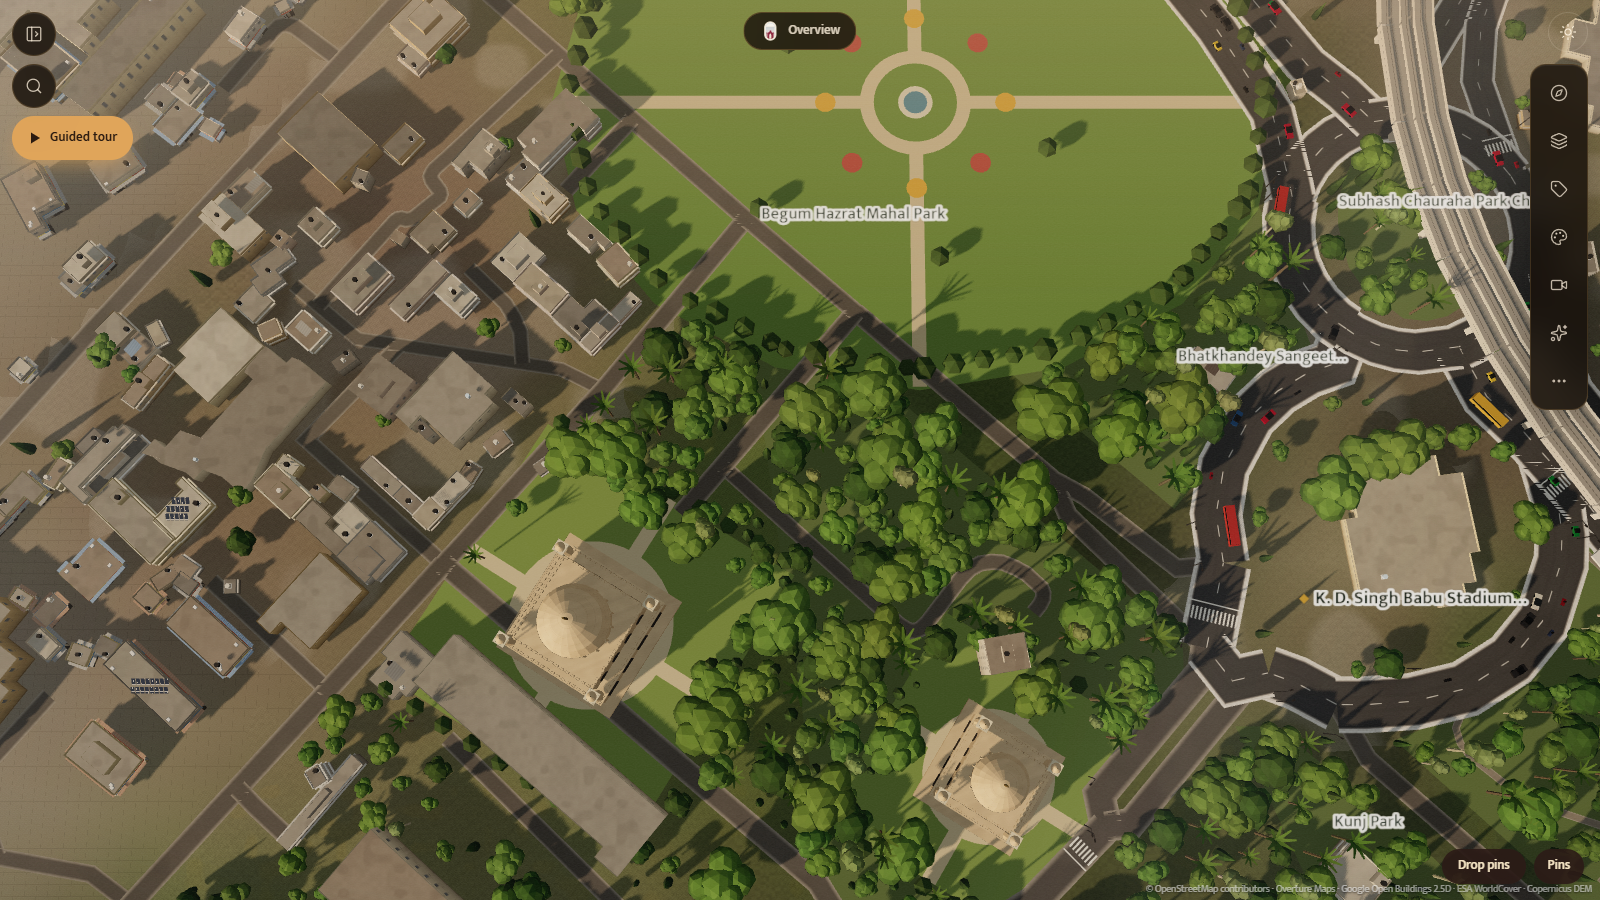 Overview
Guided tour
Begum Hazrat Mahal Park
Subhash Chauraha Park Ch
Bhatkhandey Sangeet...
K. D. Singh Babu Stadium...
Kunj Park
Drop pins
Pins
© OpenStreetMap contributors · Overture Maps · Google Open Buildings 2.5D · ESA WorldCover · Copernicus DEM